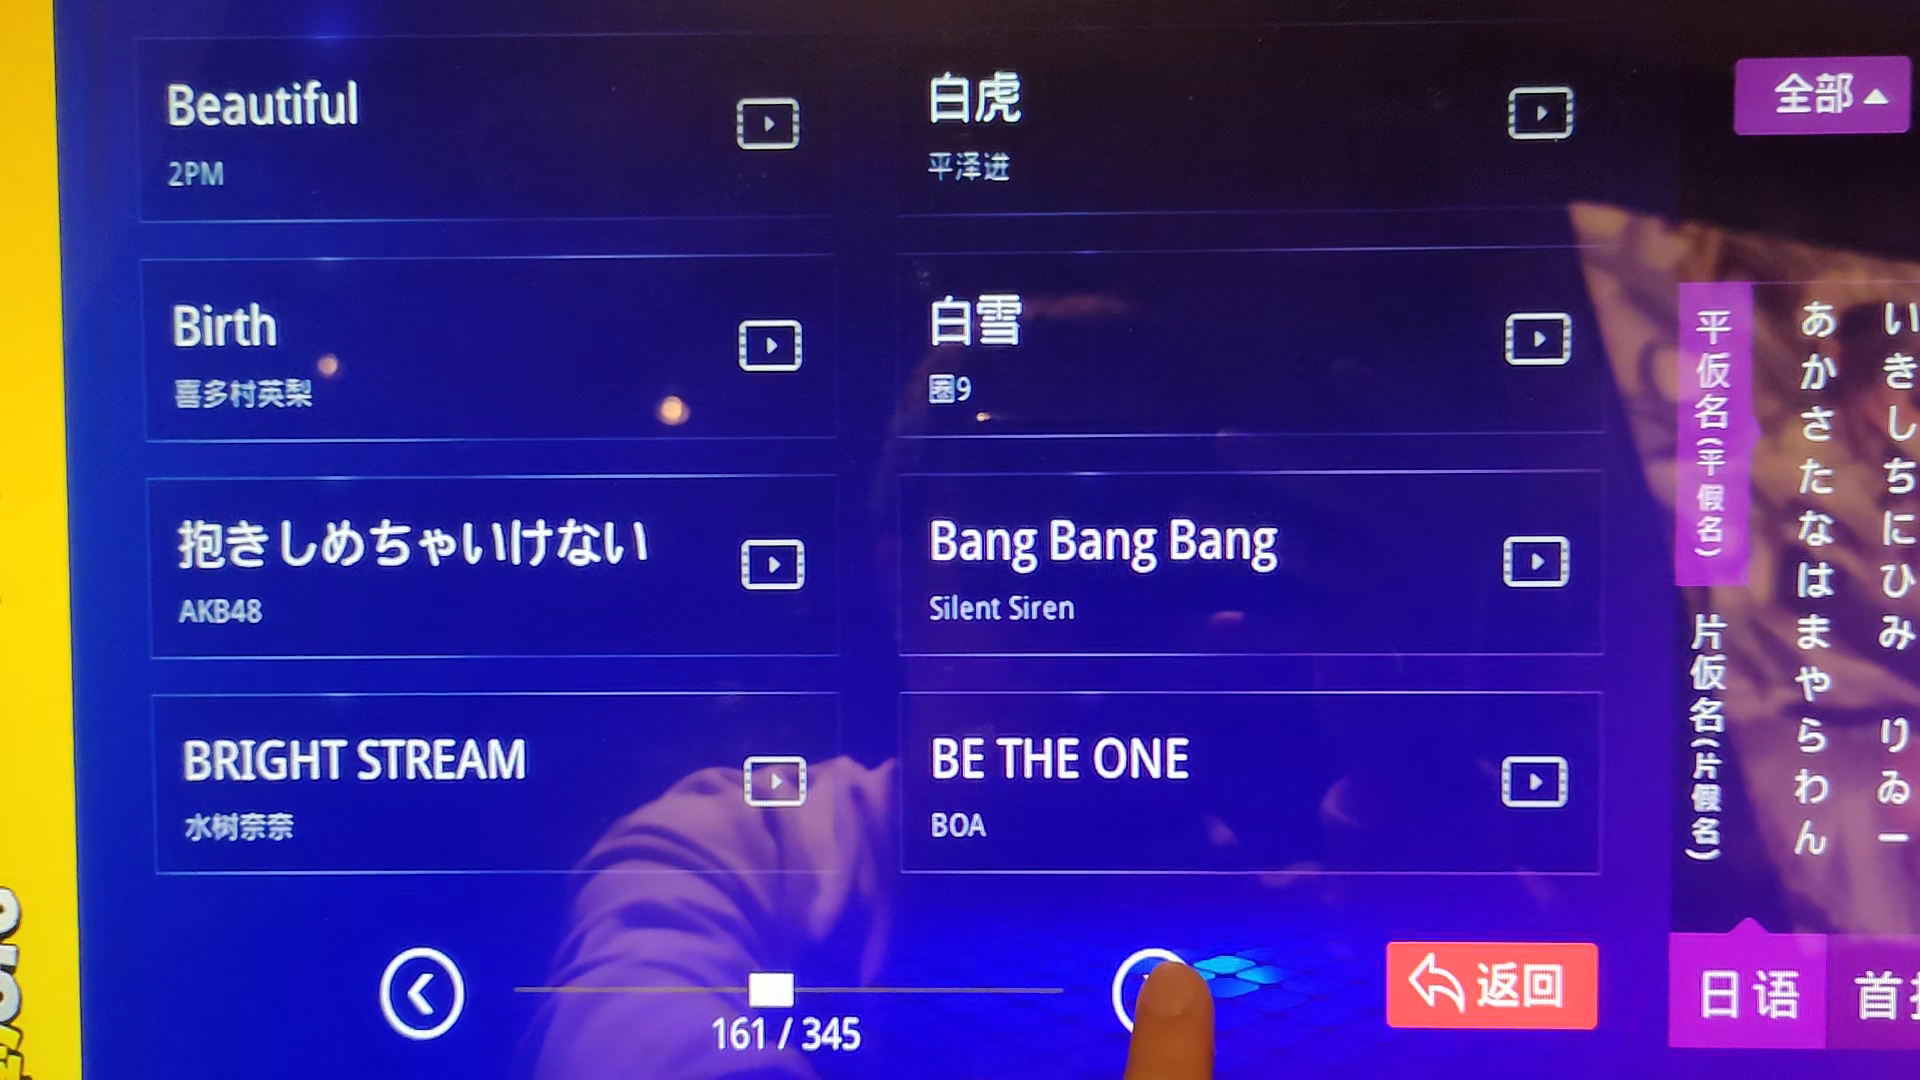 Beautiful
2PM
白虎
平泽进
Birth
喜多村英梨
白雪
圈9
抱きしめちゃいけない
AKB48
Bang Bang Bang
Silent Siren
BRIGHT STREAM
水树奈奈
BE THE ONE
BOA
161 / 345
返回
全部
平仮名(平假名)
片仮名(片假名)
あかさたなはまやらわん
いきしちにひみ りゐー
日语
首